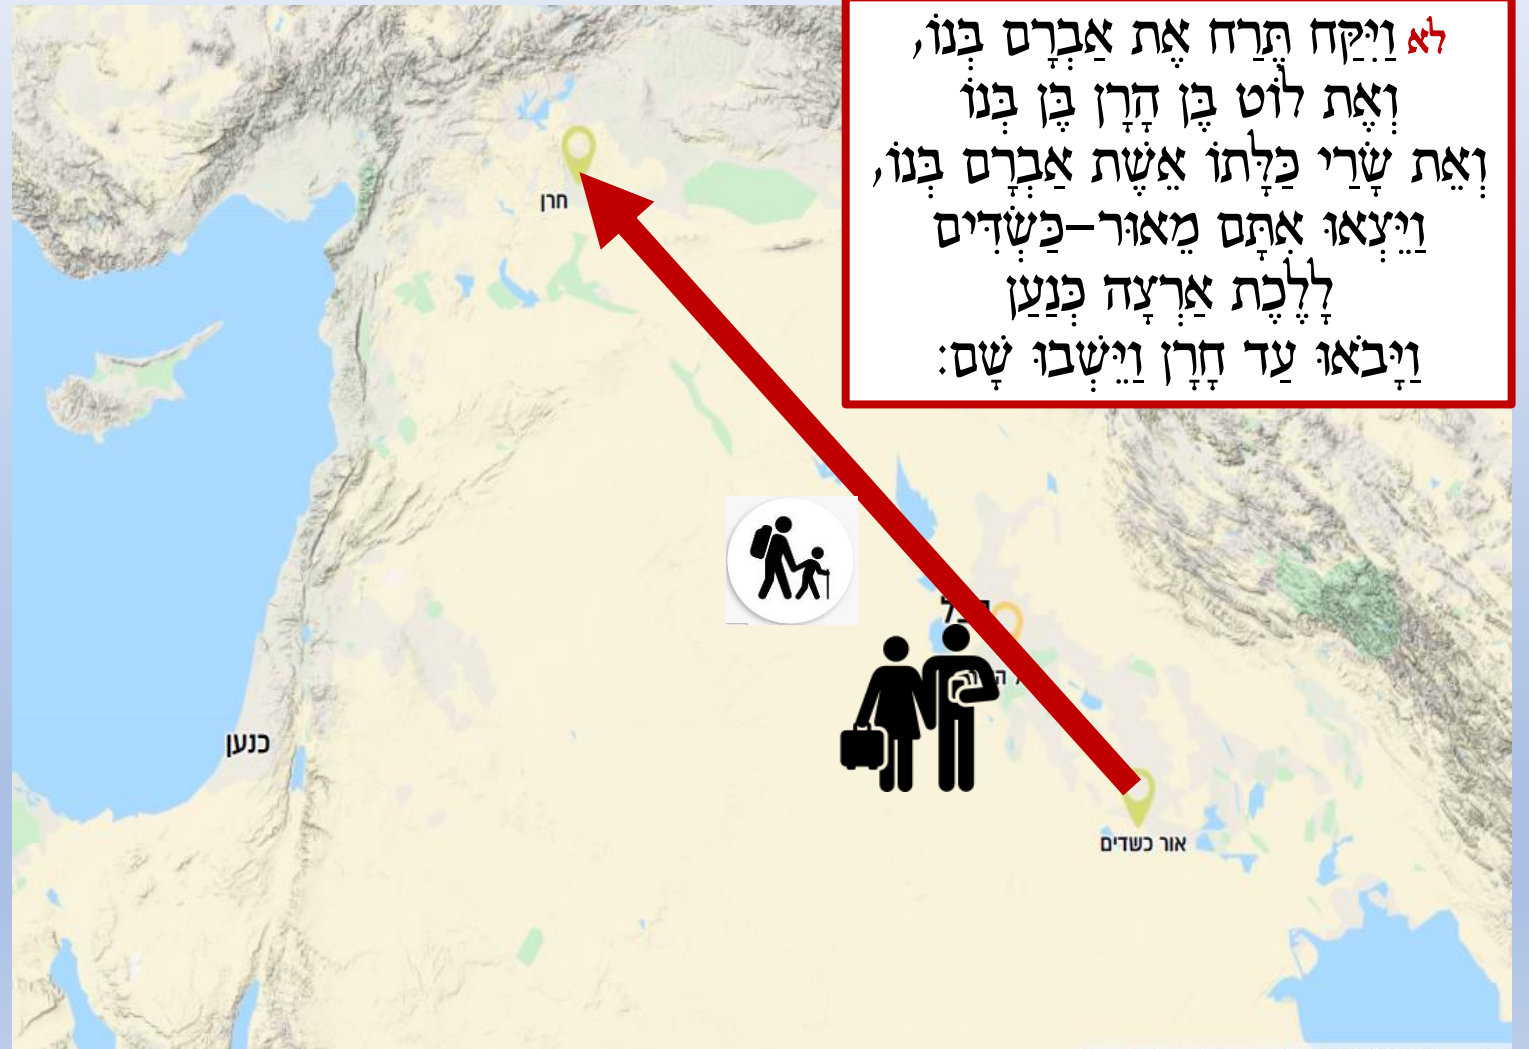 לא וַיִּקַּח תֶּרַח אֶת אַבְרָם בְּנוֹ,
וְאֶת לוֹט בֶּן הָרָן בֶּן בְּנוֹ
וְאֵת שָׂרַי כַּלָּתוֹ אֵשֶׁת אַבְרָם בְּנוֹ,
וַיֵּצְאוּ אִתָּם מֵאוּר–כַּשְׂדִּים
לָלֶכֶת אַרְצָה כְּנַעַן
וַיָּבֹאוּ עַד חָרָן וַיֵּשְׁבוּ שָׁם:
חרן
כנען
אור כשדים